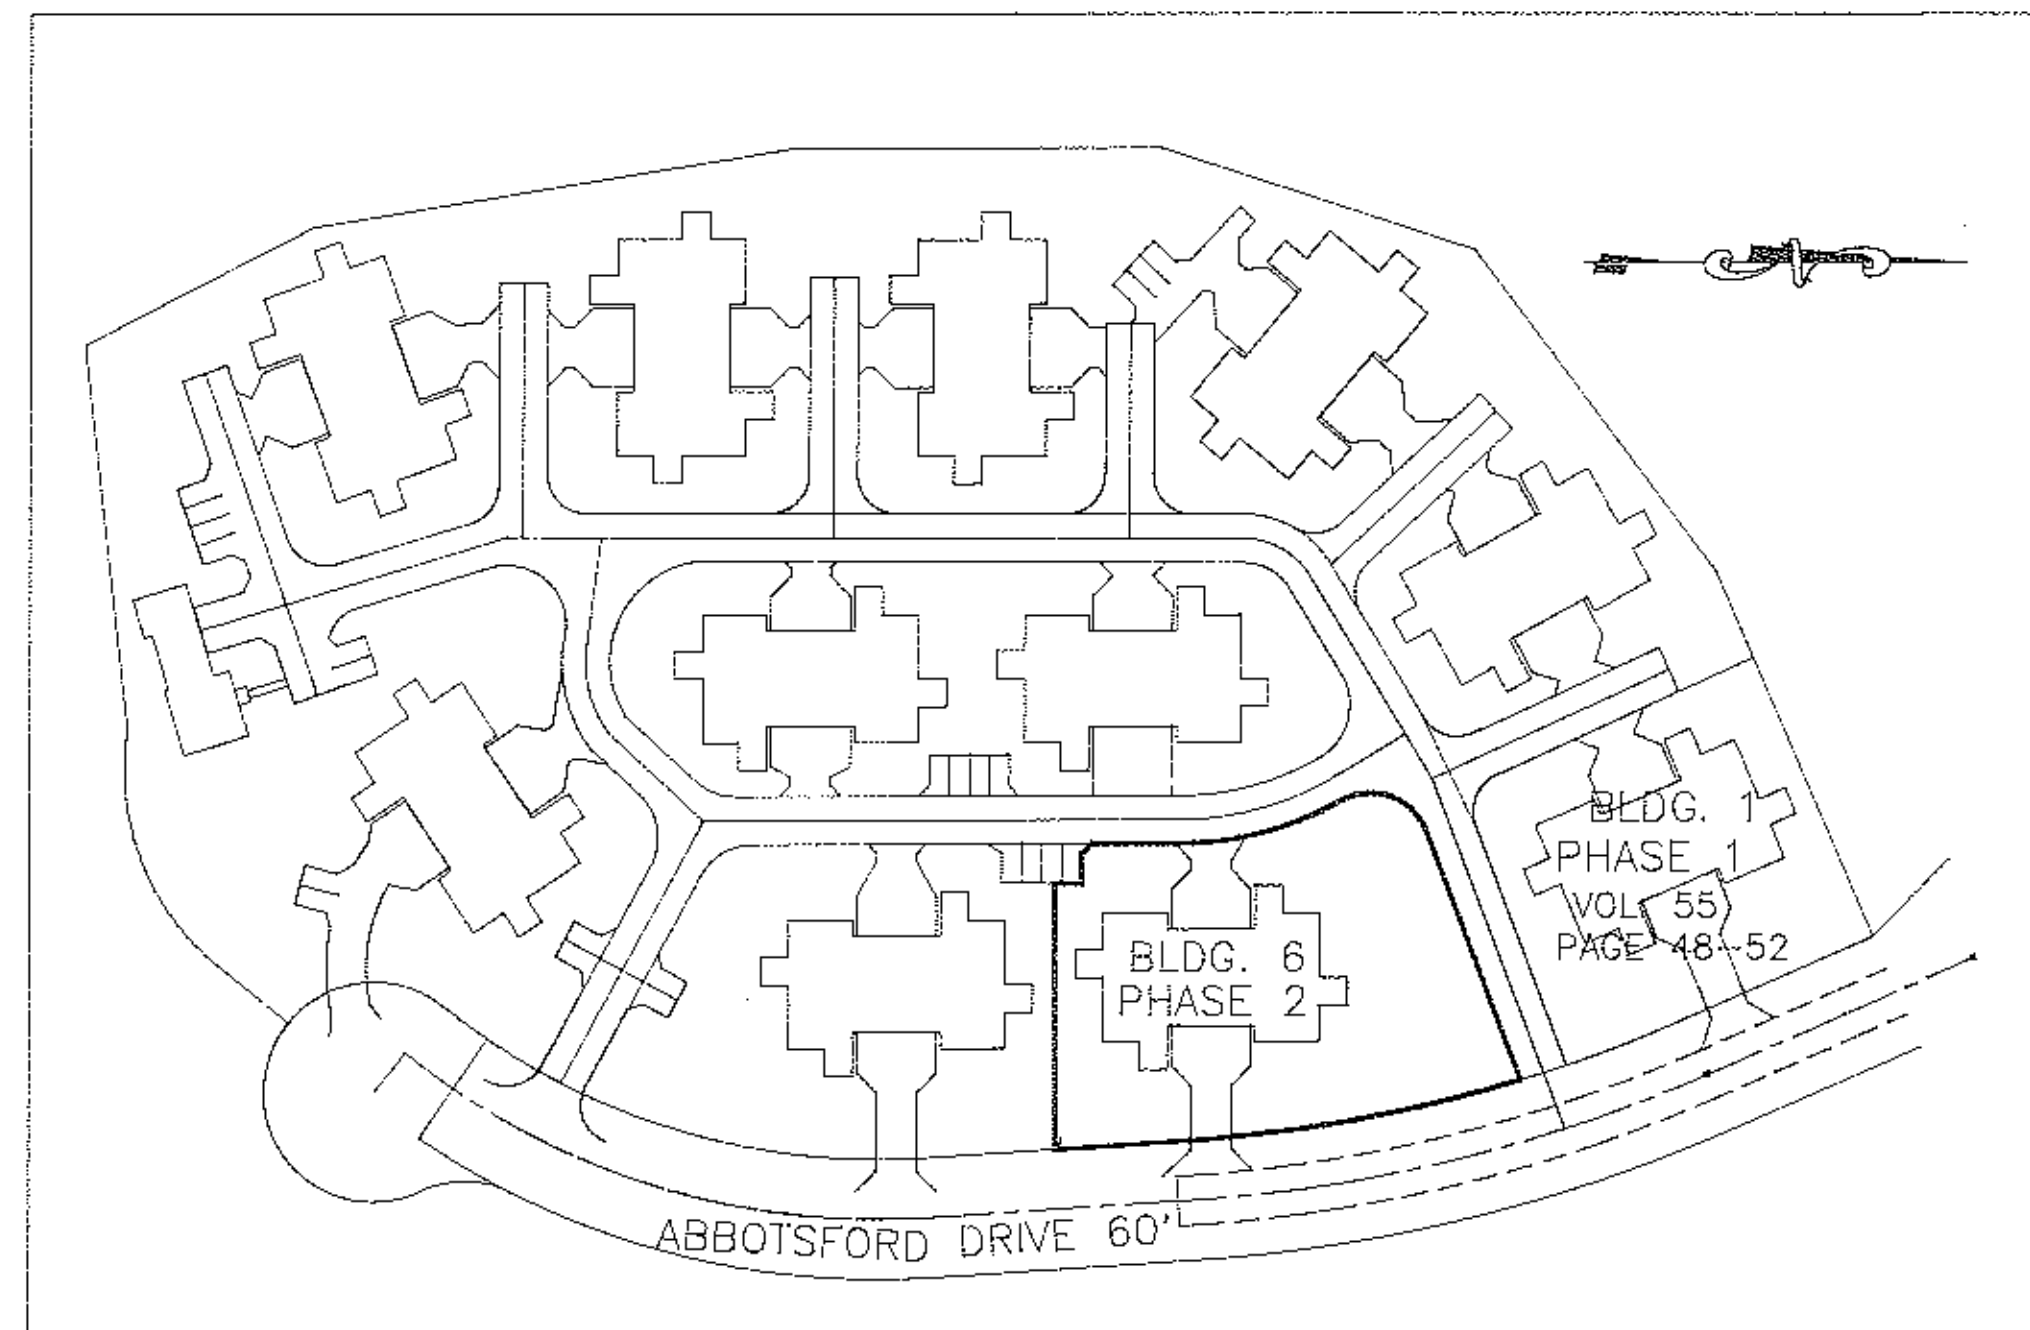 BLDG. 1
PHASE 1
VOL. 55
PAGE 48-52
BLDG. 6
PHASE 2
ABBOTSFORD DRIVE 60'